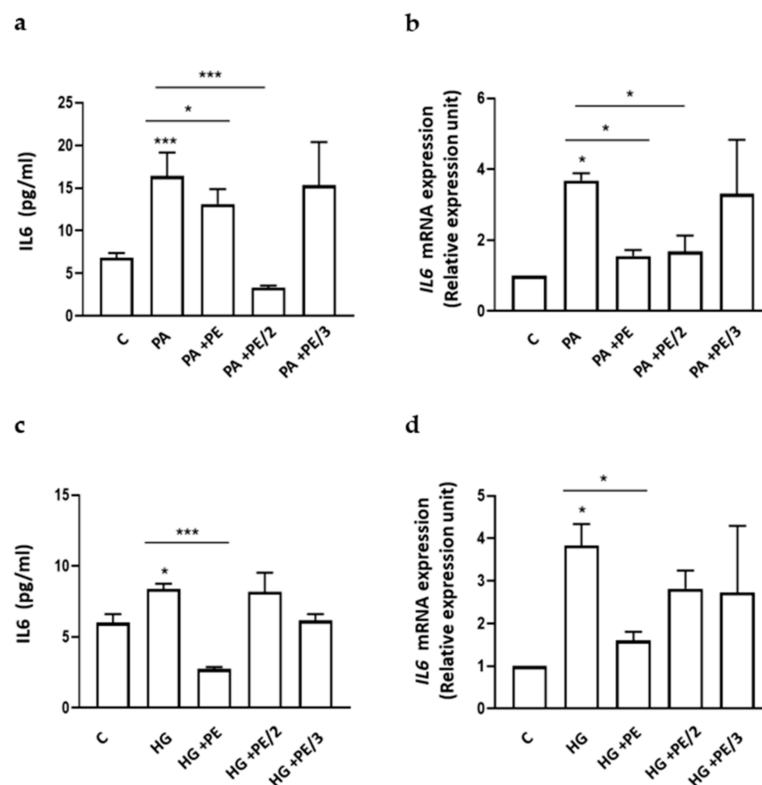 a
***
*
***
IL6 (pg/ml)
25
20
15
10
5
0
C
PA
PA +PE
PA +PE/2
PA +PE/3
b
*
*
*
IL6 mRNA expression
(Relative expression unit)
6
4
2
0
C
PA
PA +PE
PA +PE/2
PA +PE/3
c
***
*
IL6 (pg/ml)
15
10
5
0
C
HG
HG +PE
HG +PE/2
HG +PE/3
d
*
*
IL6 mRNA expression
(Relative expression unit)
5
4
3
2
1
0
C
HG
HG +PE
HG +PE/2
HG +PE/3